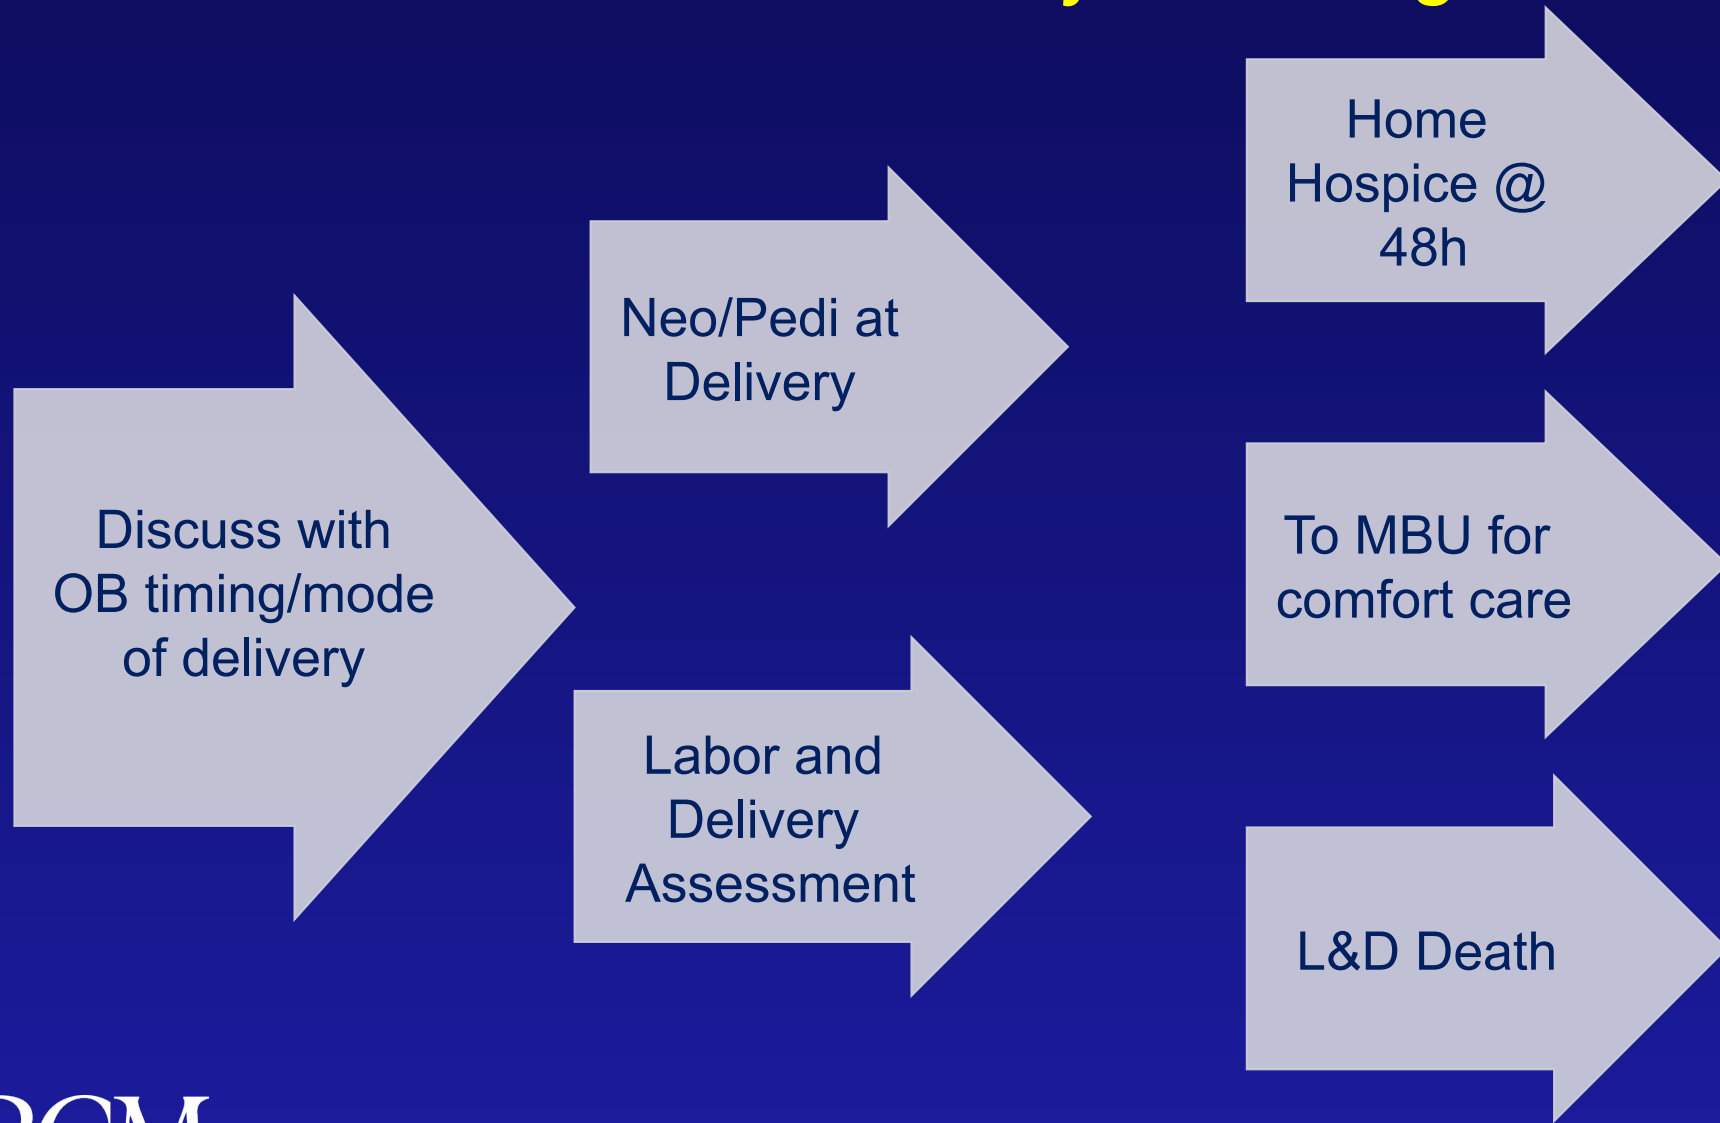 Discuss with
OB timing/mode
of delivery
Neo/Pedi at
Delivery
Labor and
Delivery
Assessment
Home
Hospice @
48h
To MBU for
comfort care
L&D Death